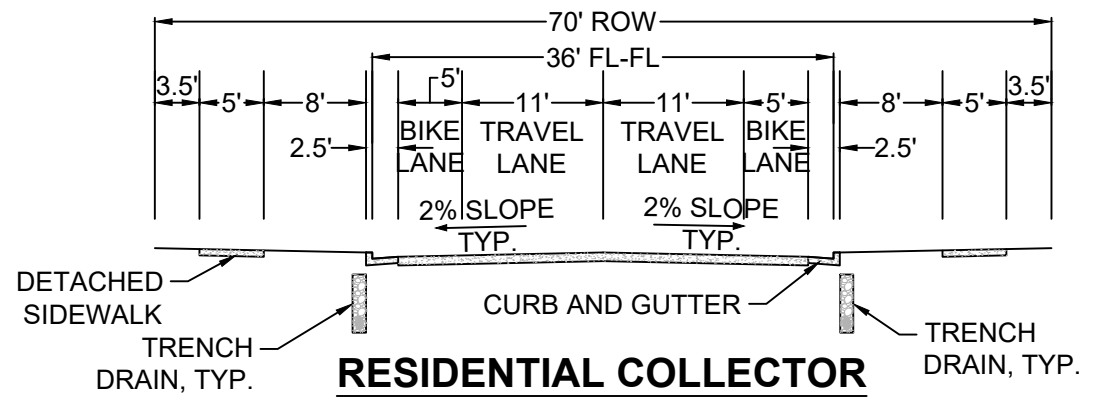 70' ROW
36' FL-FL
3.5'
5'
8'
5'
11'
11'
5'
8'
5'
3.5'
2.5'
BIKE
LANE
TRAVEL
LANE
TRAVEL
LANE
BIKE
LANE
2.5'
2% SLOPE
TYP.
2% SLOPE
TYP.
DETACHED
SIDEWALK
CURB AND GUTTER
TRENCH
DRAIN, TYP.
TRENCH
DRAIN, TYP.
RESIDENTIAL COLLECTOR